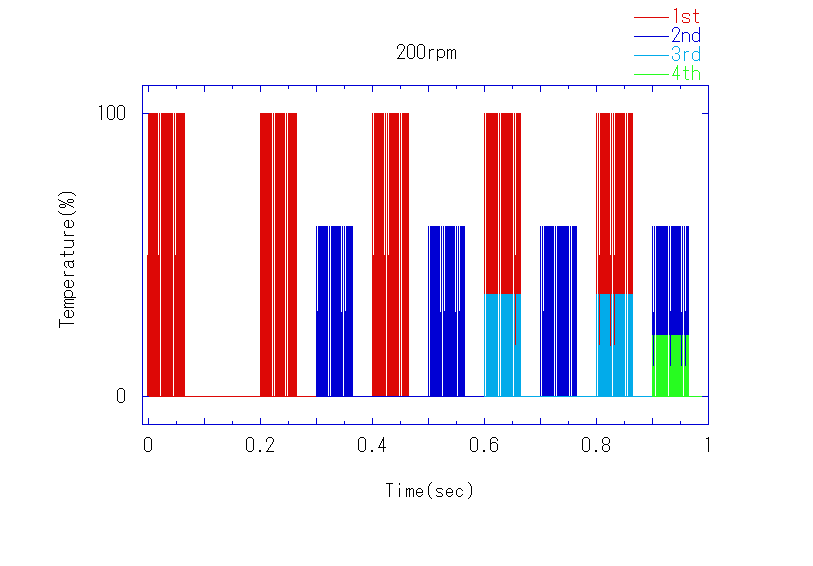 1st
2nd
3rd
4th
200rpm
100
0
Temperature(%)
0 0.2 0.4 0.6 0.8 1
Time(sec)